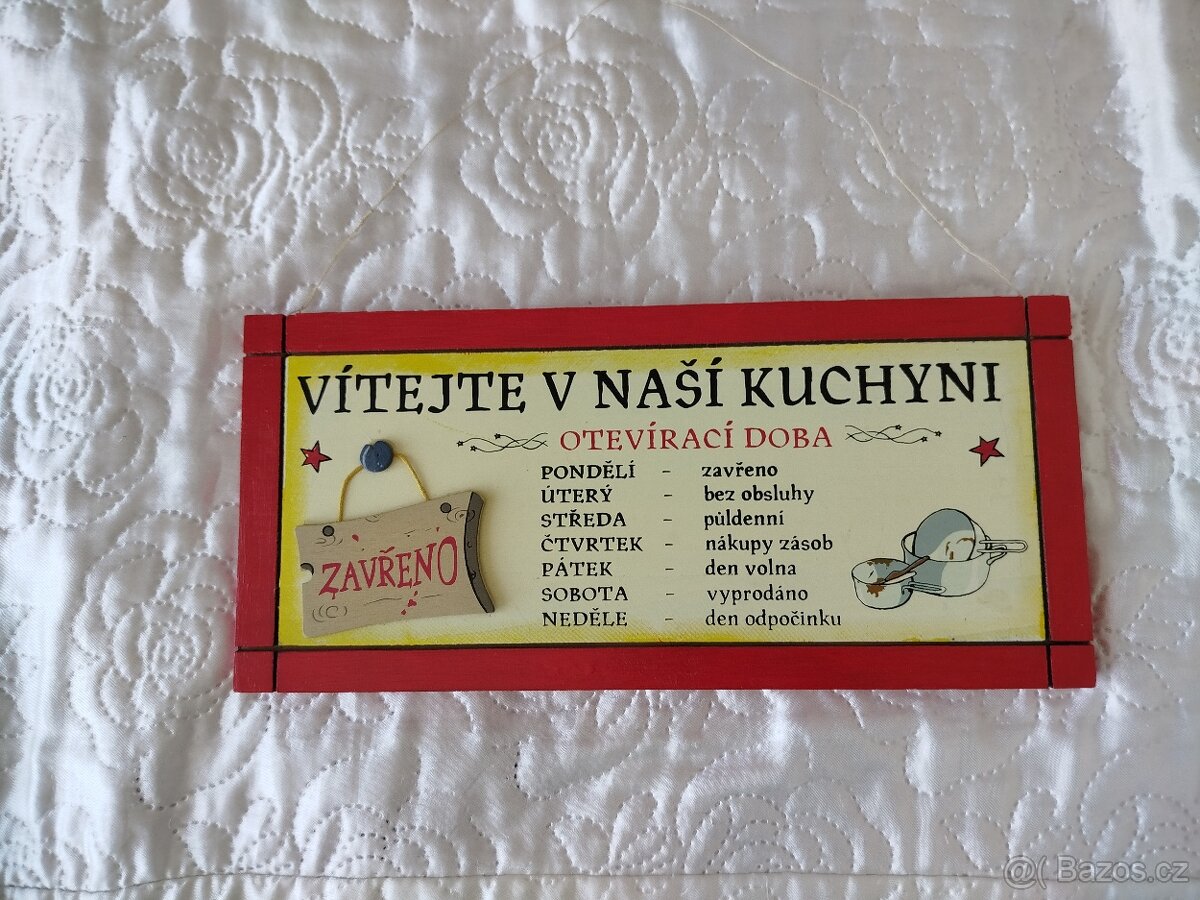 VÍTEJTE V NAŠÍ KUCHYNI
OTEVÍRACÍ DOBA
PONDĚLÍ - zavřeno
ÚTERÝ - bez obsluhy
STŘEDA - půldenní
ČTVRTEK - nákupy zásob
PÁTEK - den volna
SOBOTA - vyprodáno
NEDĚLE - den odpočinku
ZAVŘENO
@( Bazos.cz